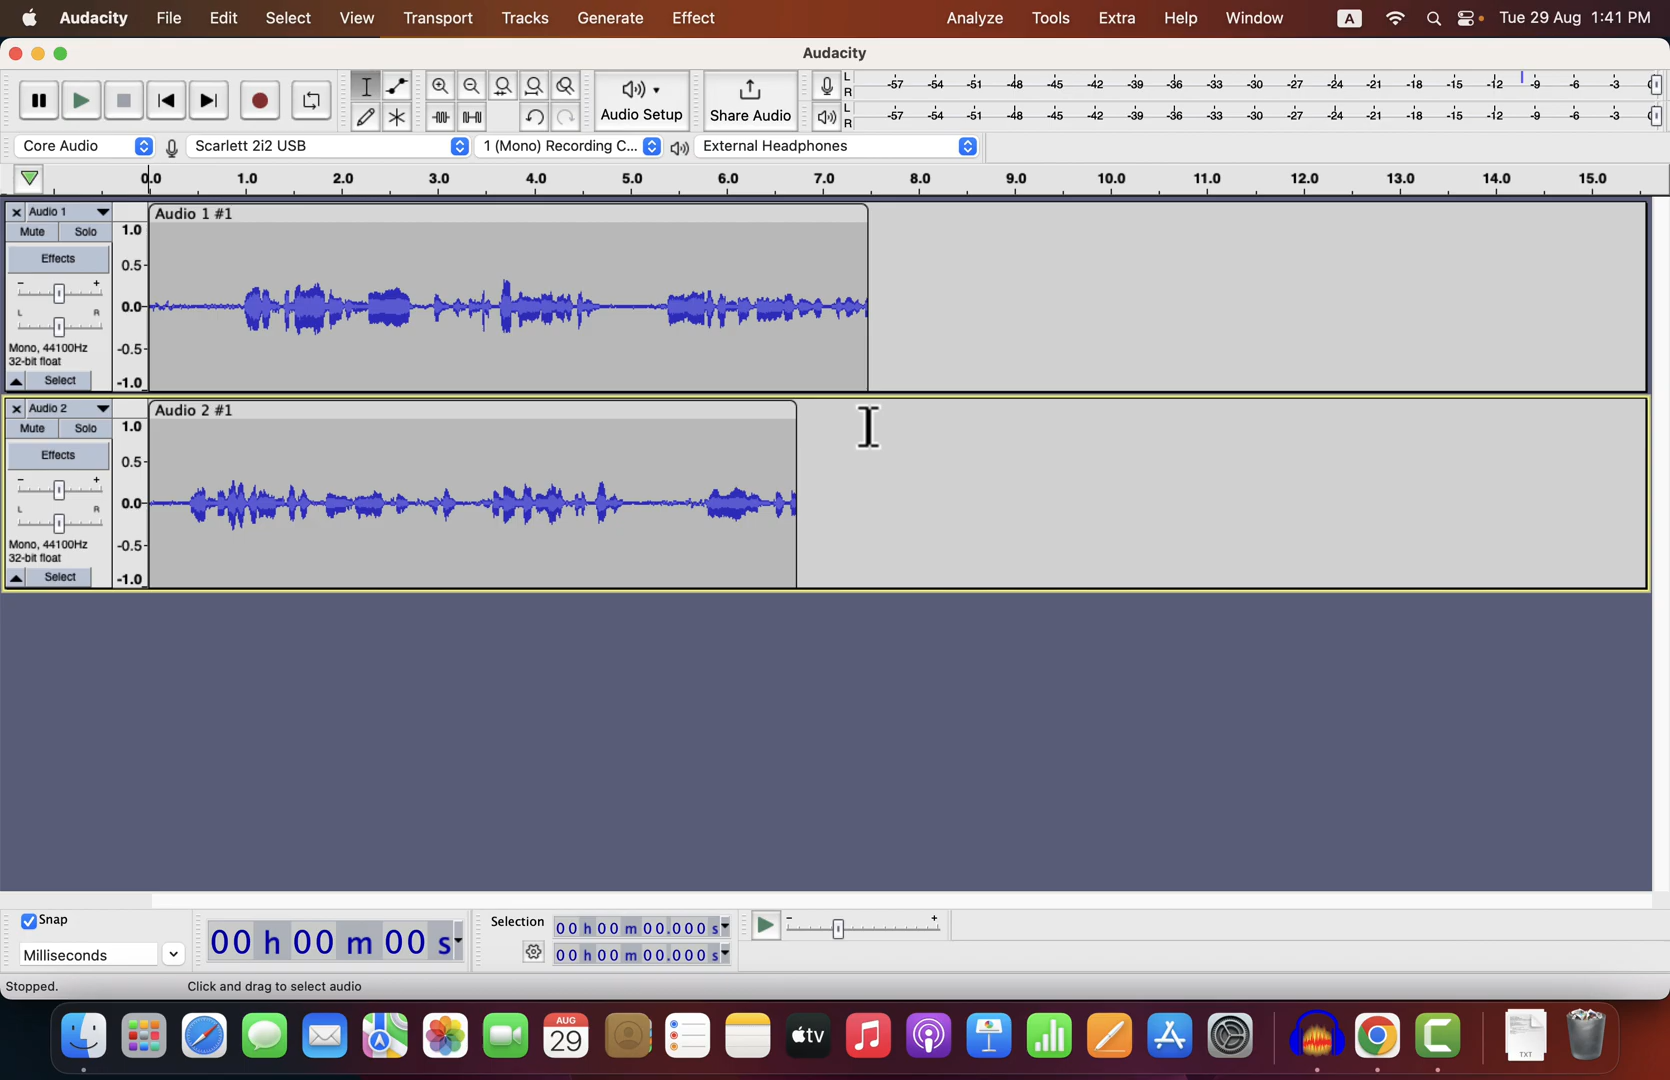 Audacity File Edit Select View Transport Tracks Generate Effect Analyze Tools Extra Help Window A Tue 29 Aug 1:41 PM
Audacity
Audio Setup
Share Audio
L -57 -54 -51 -48 -45 -42 -39 -36 -33 -30 -27 -24 -21 -18 -15 -12 -9 -6 -3
R
L -57 -54 -51 -48 -45 -42 -39 -36 -33 -30 -27 -24 -21 -18 -15 -12 -9 -6 -3
R
Core Audio Scarlett 2i2 USB 1 (Mono) Recording C... External Headphones
0.0 1.0 2.0 3.0 4.0 5.0 6.0 7.0 8.0 9.0 10.0 11.0 12.0 13.0 14.0 15.0
Audio 1
Mute Solo
Effects
- +
L R
Mono, 44100Hz
32-bit float
Select
1.0
0.5-
0.0-
-0.5-
-1.0
Audio 1 #1
Audio 2
Mute Solo
Effects
- +
L R
Mono, 44100Hz
32-bit float
Select
1.0
0.5-
0.0-
-0.5-
-1.0
Audio 2 #1
Snap
Milliseconds
00 h 00 m 00 s
Selection
00 h 00 m 00.000 s
00 h 00 m 00.000 s
- +
Stopped. Click and drag to select audio
AUG
29
tv
TXT